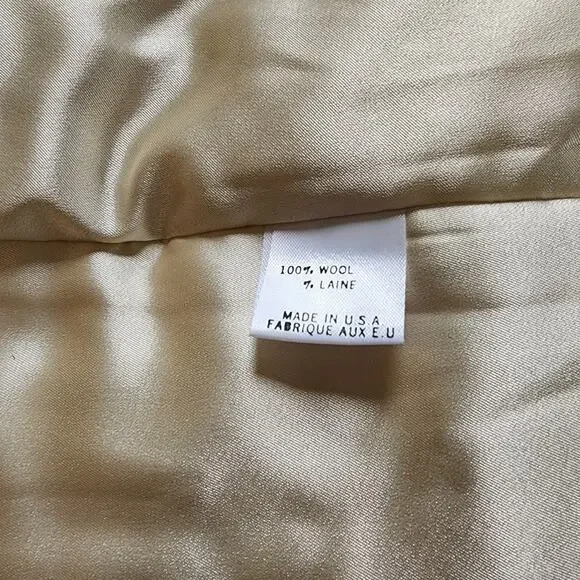 100% WOOL
% LAINE
MADE IN U.S.A
FABRIQUE AUX E.U